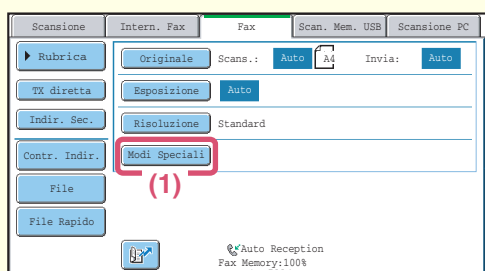 Scansione Intern. Fax Fax Scan. Mem. USB Scansione PC
Rubrica Originale Scans.: Auto A4 Invia: Auto
TX diretta Esposizione Auto
Indir. Sec. Risoluzione Standard
Contr. Indir. Modi Speciali
(1)
File
File Rapido
Auto Reception
Fax Memory:100%